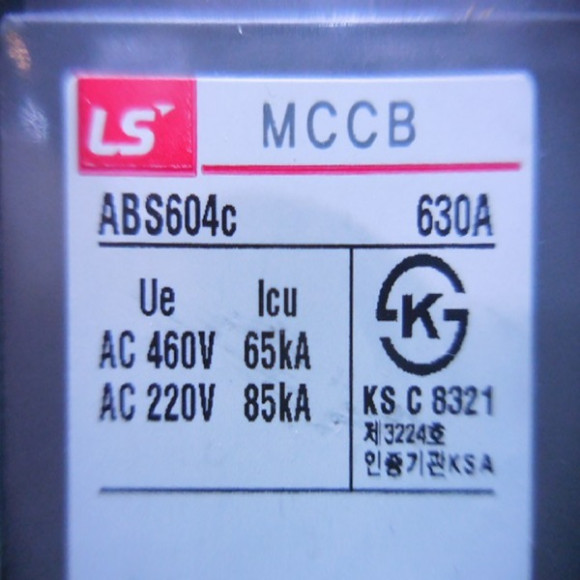 LS MCCB
ABS604c 630A
Ue Icu
AC 460V 65kA
AC 220V 85kA
K
KS C 8321
제3224호
인증기관KSA